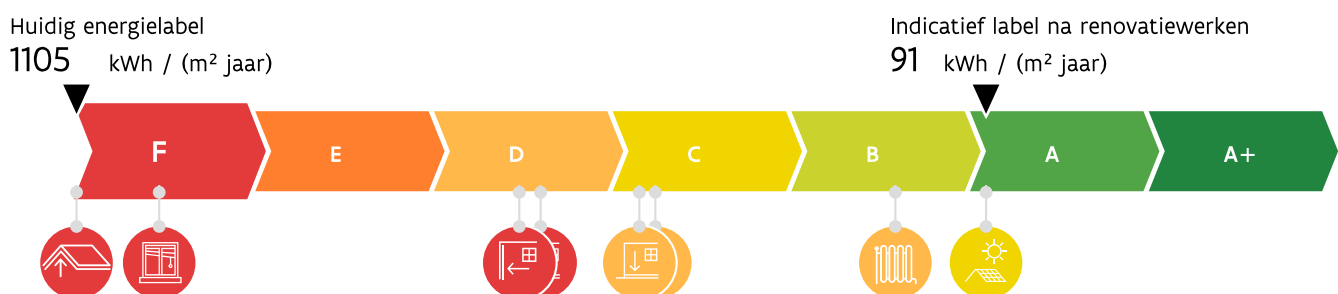 Huidig energielabel
1105 kWh / (m² jaar)
Indicatief label na renovatiewerken
91 kWh / (m² jaar)
F E D C B A A+